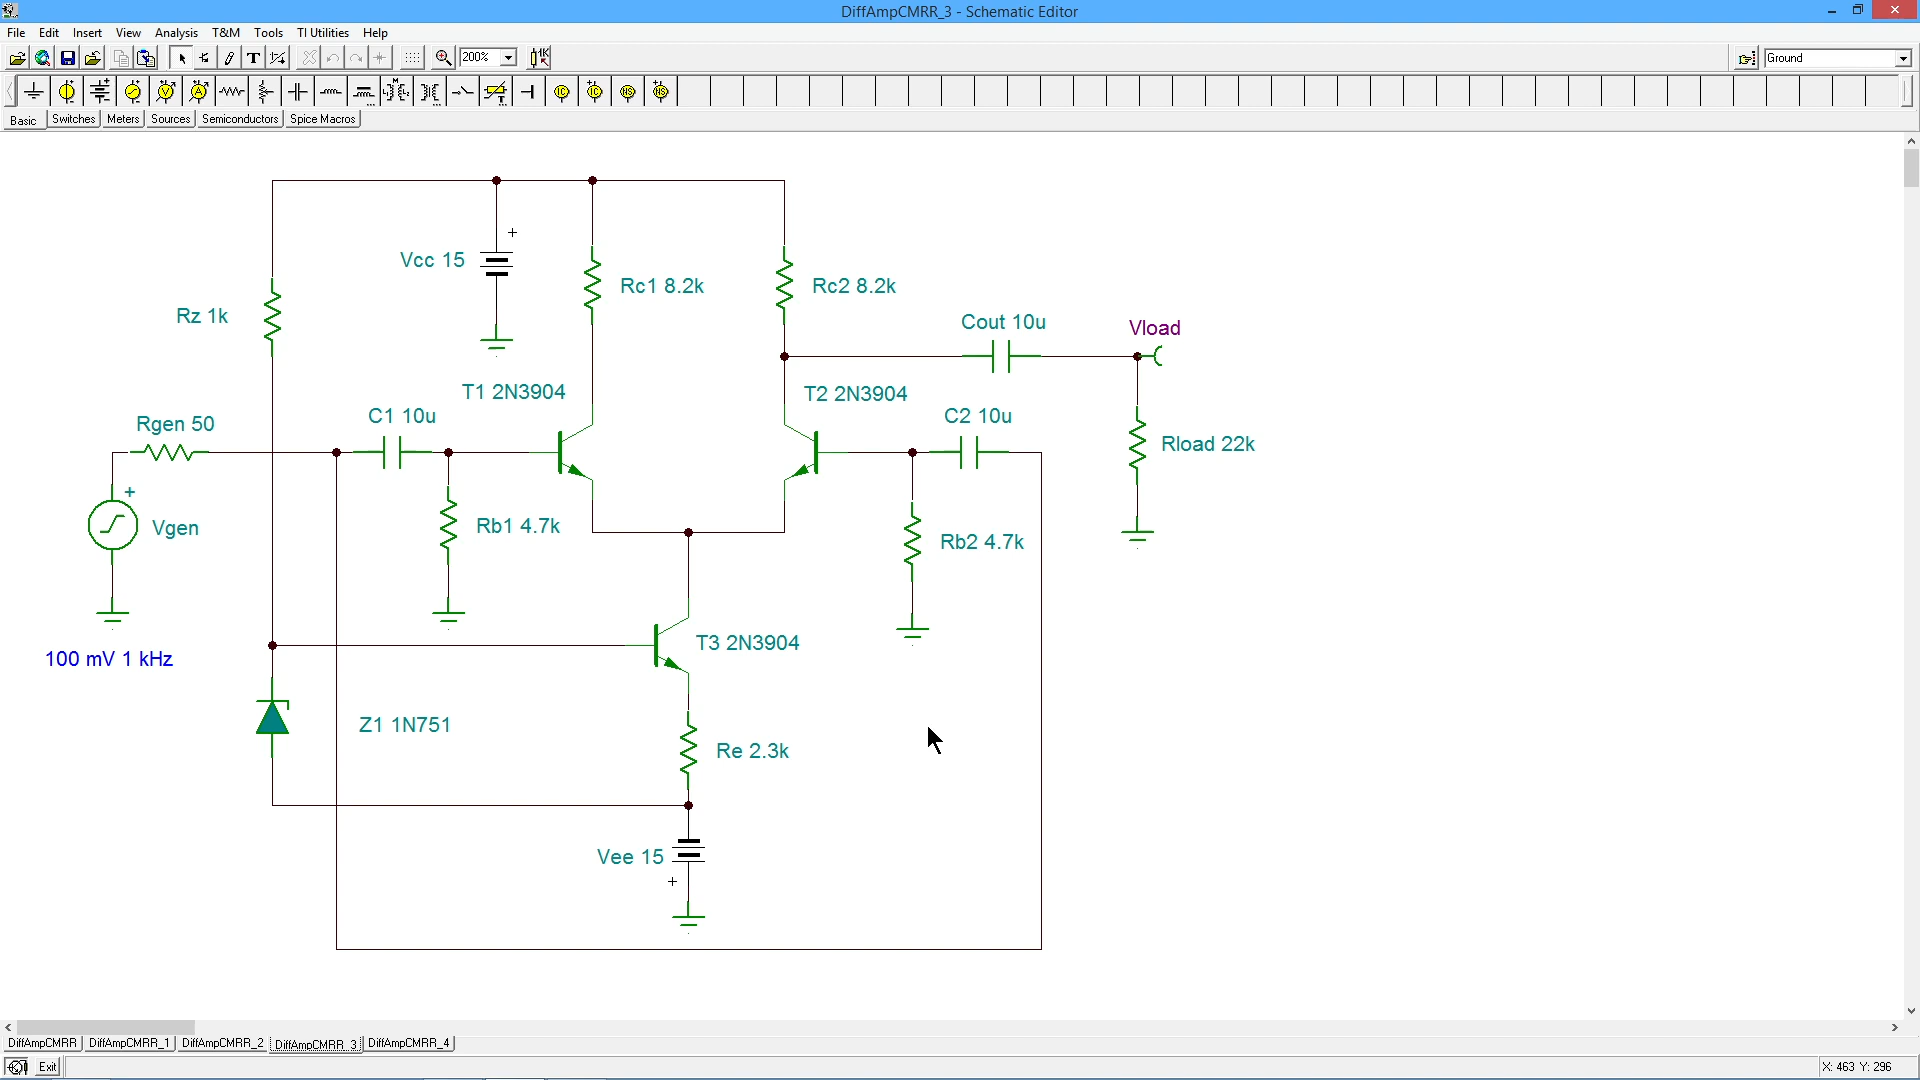 DiffAmpCMRR_3 - Schematic Editor
File Edit Insert View Analysis T&M Tools TI Utilities Help
200%
Ground
Basic Switches Meters Sources Semiconductors Spice Macros
+
Vcc 15
Rc1 8.2k
Rc2 8.2k
Rz 1k
Cout 10u
Vload
T1 2N3904
T2 2N3904
Rgen 50
C1 10u
C2 10u
Rload 22k
+
Vgen
Rb1 4.7k
Rb2 4.7k
T3 2N3904
100 mV 1 kHz
Z1 1N751
Re 2.3k
Vee 15
+
DiffAmpCMRR DiffAmpCMRR_1 DiffAmpCMRR_2 DiffAmpCMRR_3 DiffAmpCMRR_4
Exit
X: 463 Y: 296